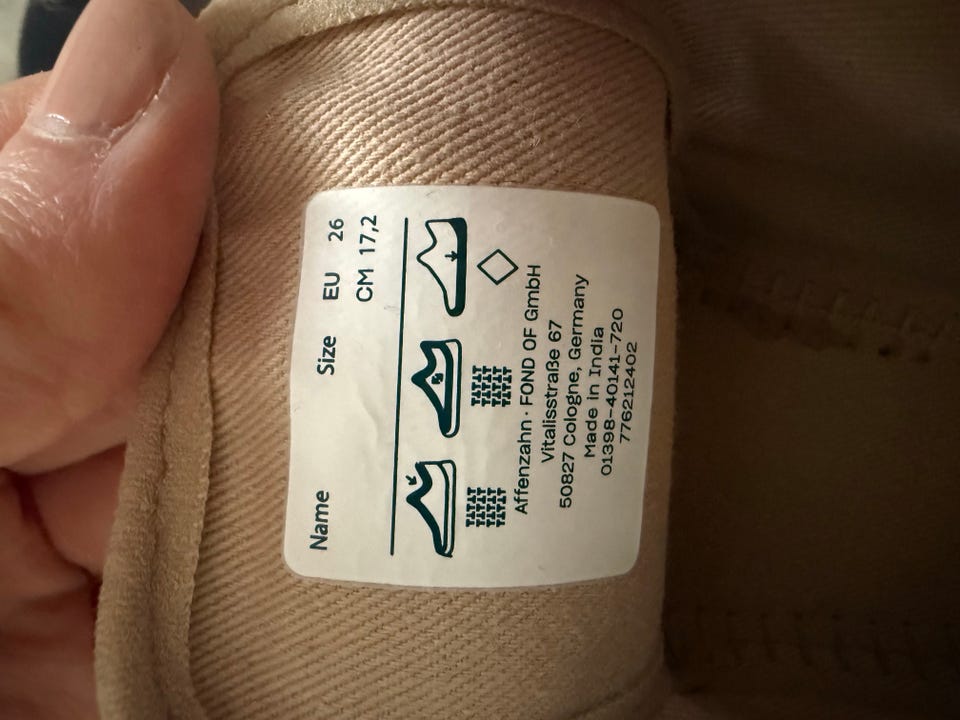 Name Size EU 26
CM 17,2
Affenzahn · FOND OF GmbH
Vitalisstraße 67
50827 Cologne, Germany
Made in India
01398-40141-720
776212402